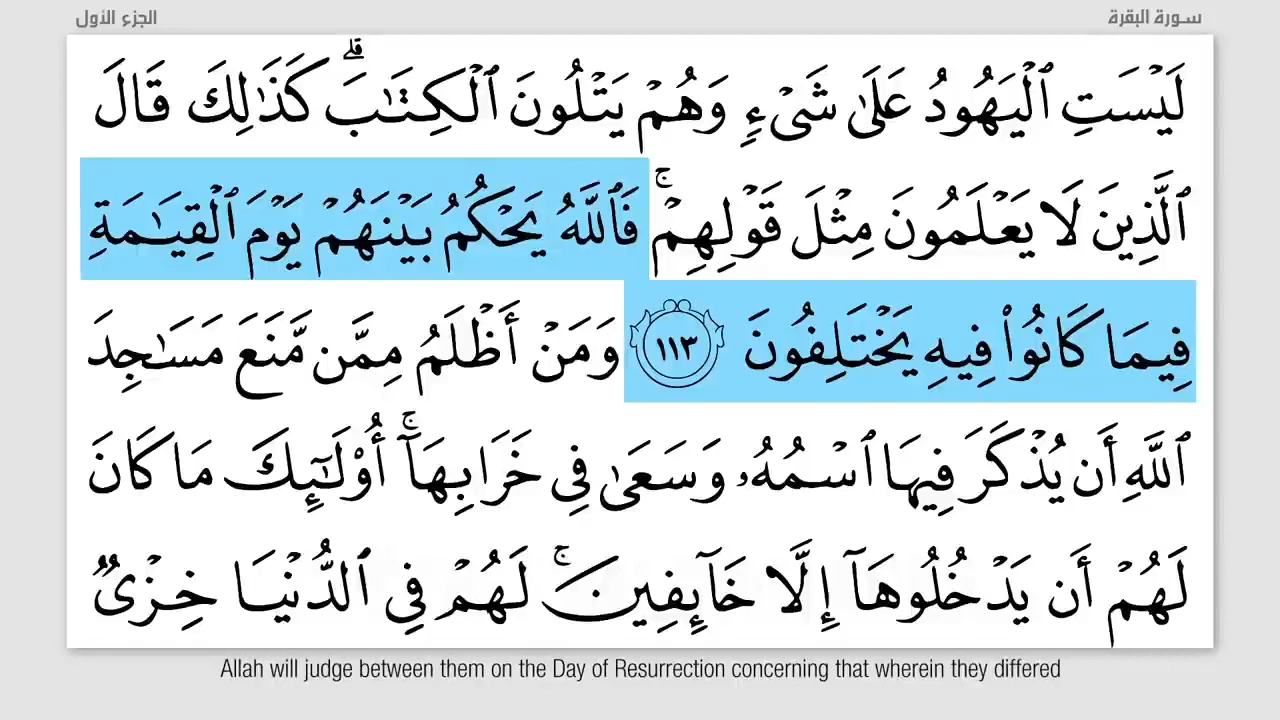 سورة البقرة
الجزء الأول
لَيْسَتِ ٱلْيَهُودُ عَلَىٰ شَىْءٍ وَهُمْ يَتْلُونَ ٱلْكِتَـٰبَ ۗ كَذَٰلِكَ قَالَ
ٱلَّذِينَ لَا يَعْلَمُونَ مِثْلَ قَوْلِهِمْ ۚ فَٱللَّهُ يَحْكُمُ بَيْنَهُمْ يَوْمَ ٱلْقِيَـٰمَةِ
فِيمَا كَانُوا۟ فِيهِ يَخْتَلِفُونَ ١١٣ وَمَنْ أَظْلَمُ مِمَّن مَّنَعَ مَسَـٰجِدَ
ٱللَّهِ أَن يُذْكَرَ فِيهَا ٱسْمُهُۥ وَسَعَىٰ فِى خَرَابِهَآ ۚ أُو۟لَـٰٓئِكَ مَا كَانَ
لَهُمْ أَن يَدْخُلُوهَآ إِلَّا خَآئِفِينَ ۚ لَهُمْ فِى ٱلدُّنْيَا خِزْىٌ
Allah will judge between them on the Day of Resurrection concerning that wherein they differed